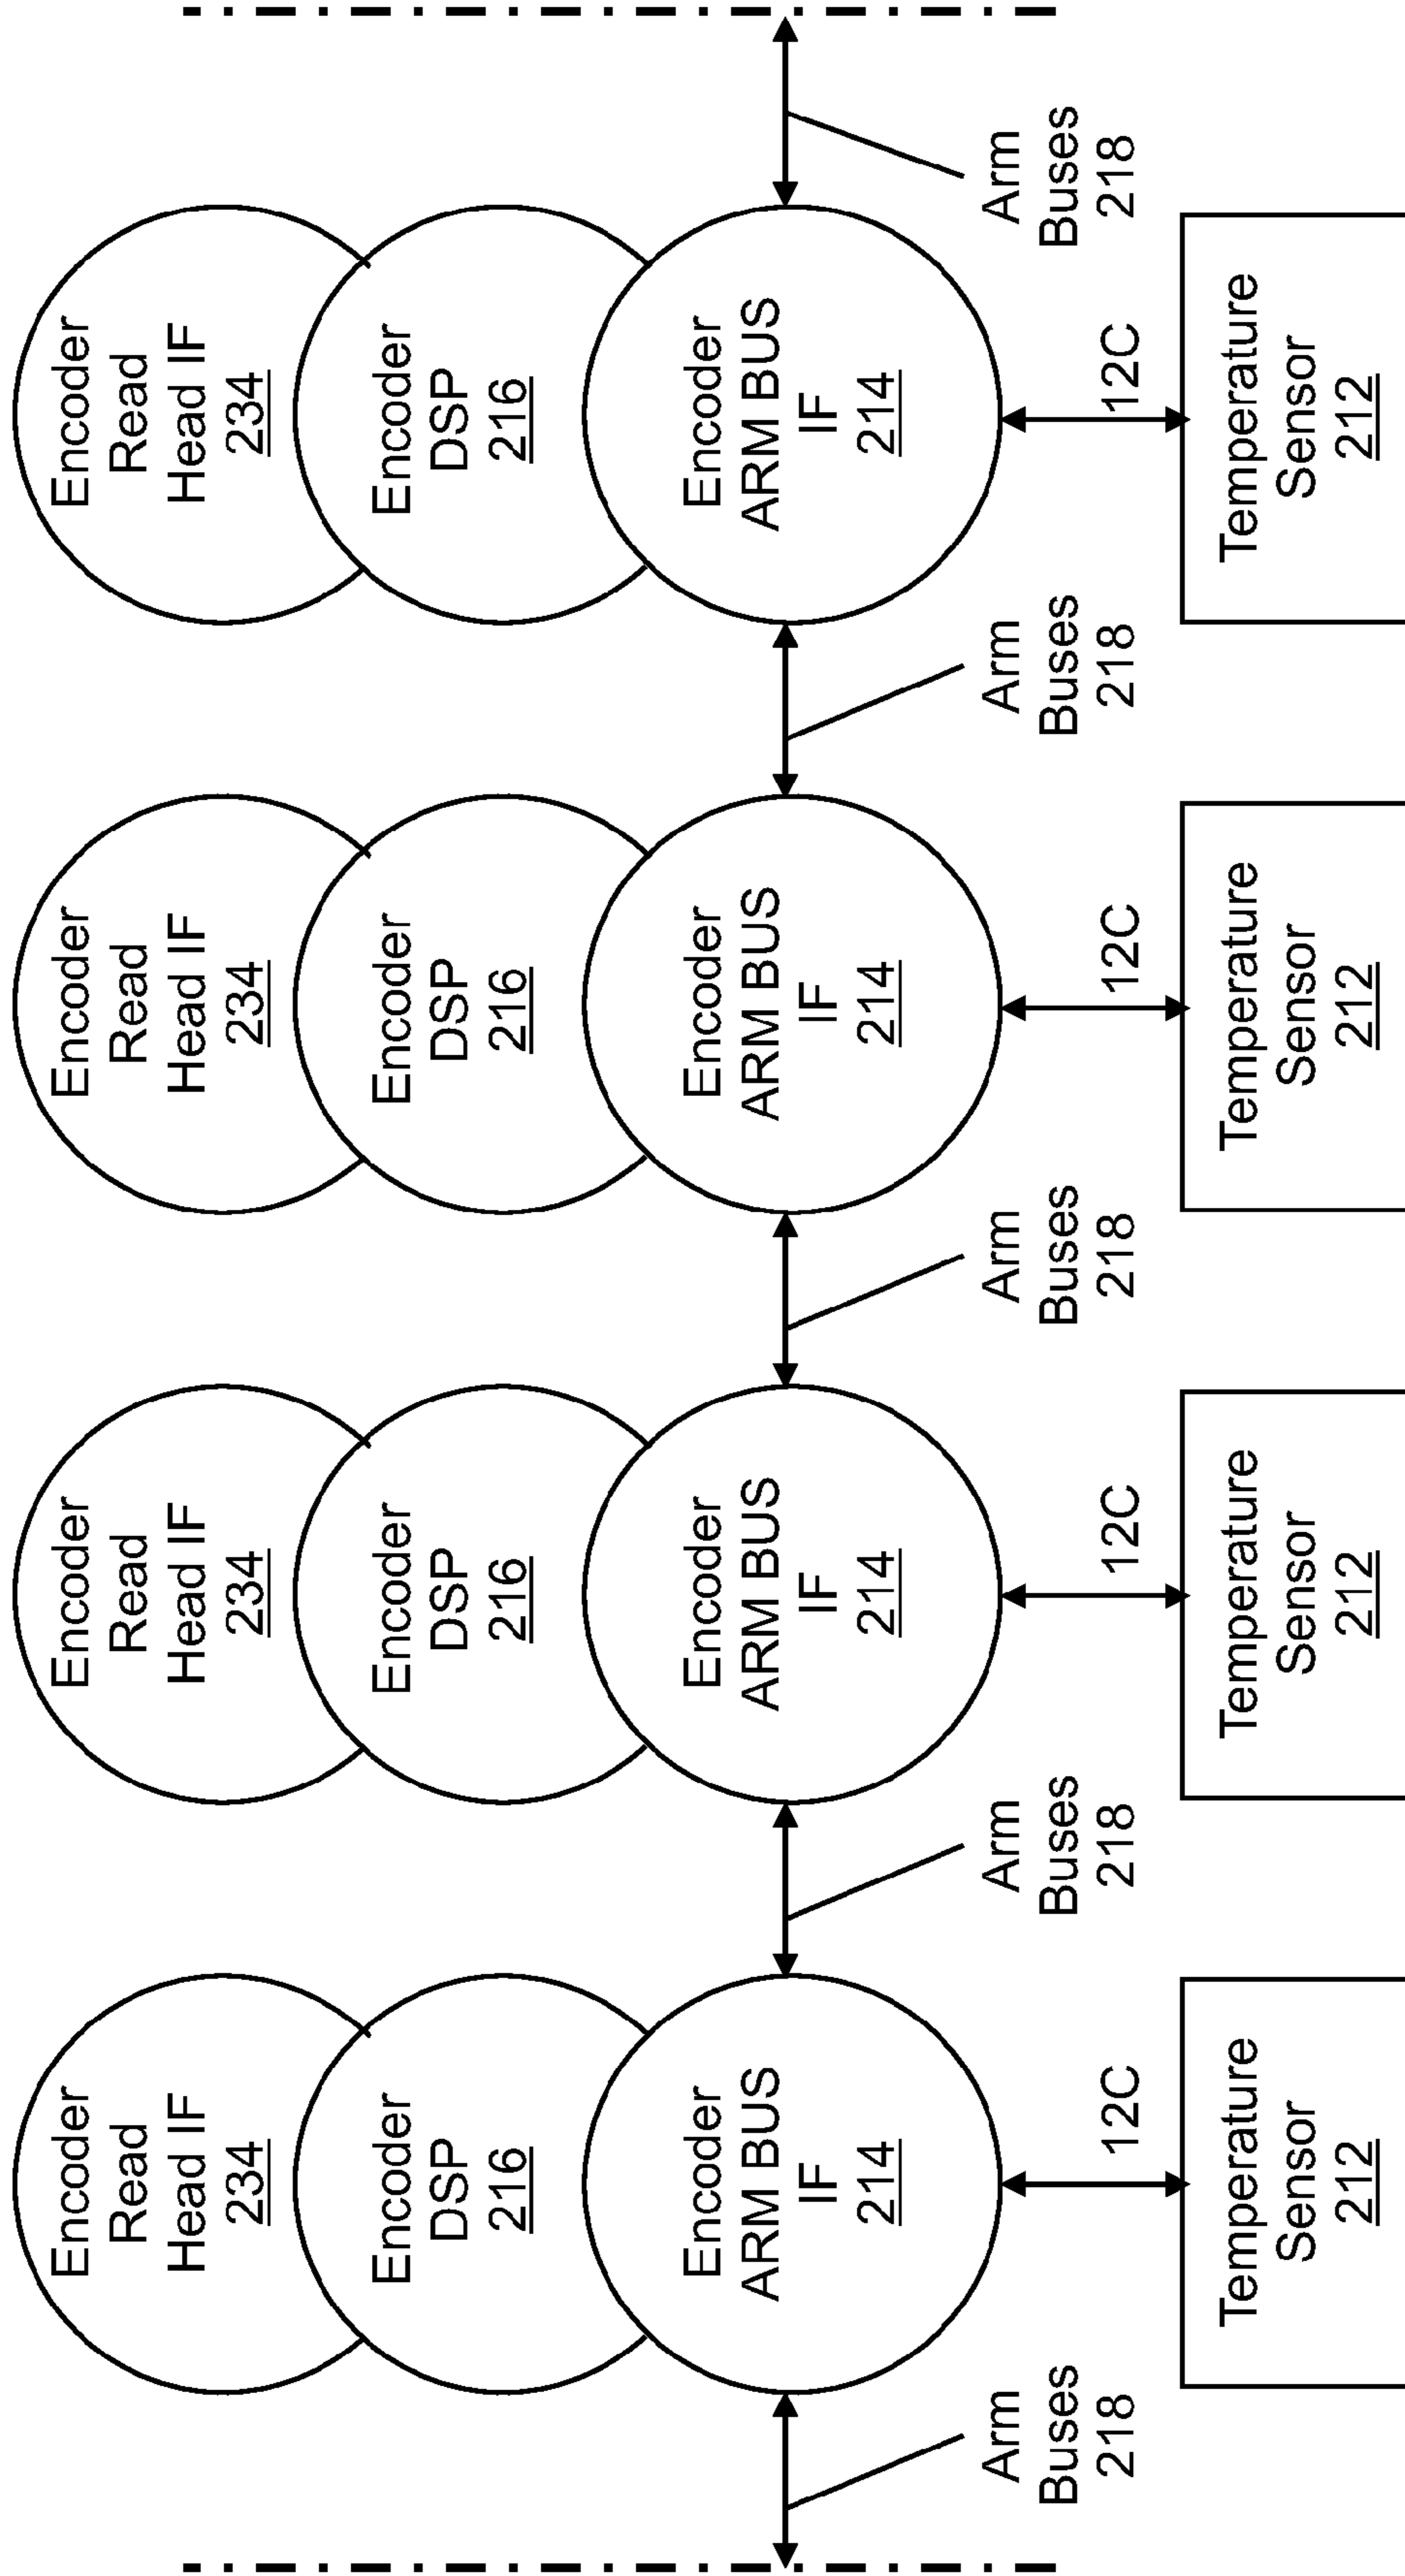 Encoder
Read
Head IF
234
Encoder
Read
Head IF
234
Encoder
Read
Head IF
234
Encoder
Read
Head IF
234
Encoder
DSP
216
Encoder
DSP
216
Encoder
DSP
216
Encoder
DSP
216
Encoder
ARM BUS
IF
214
Encoder
ARM BUS
IF
214
Encoder
ARM BUS
IF
214
Encoder
ARM BUS
IF
214
Arm
Buses
218
Arm
Buses
218
Arm
Buses
218
Arm
Buses
218
Arm
Buses
218
12C
12C
12C
12C
Temperature
Sensor
212
Temperature
Sensor
212
Temperature
Sensor
212
Temperature
Sensor
212